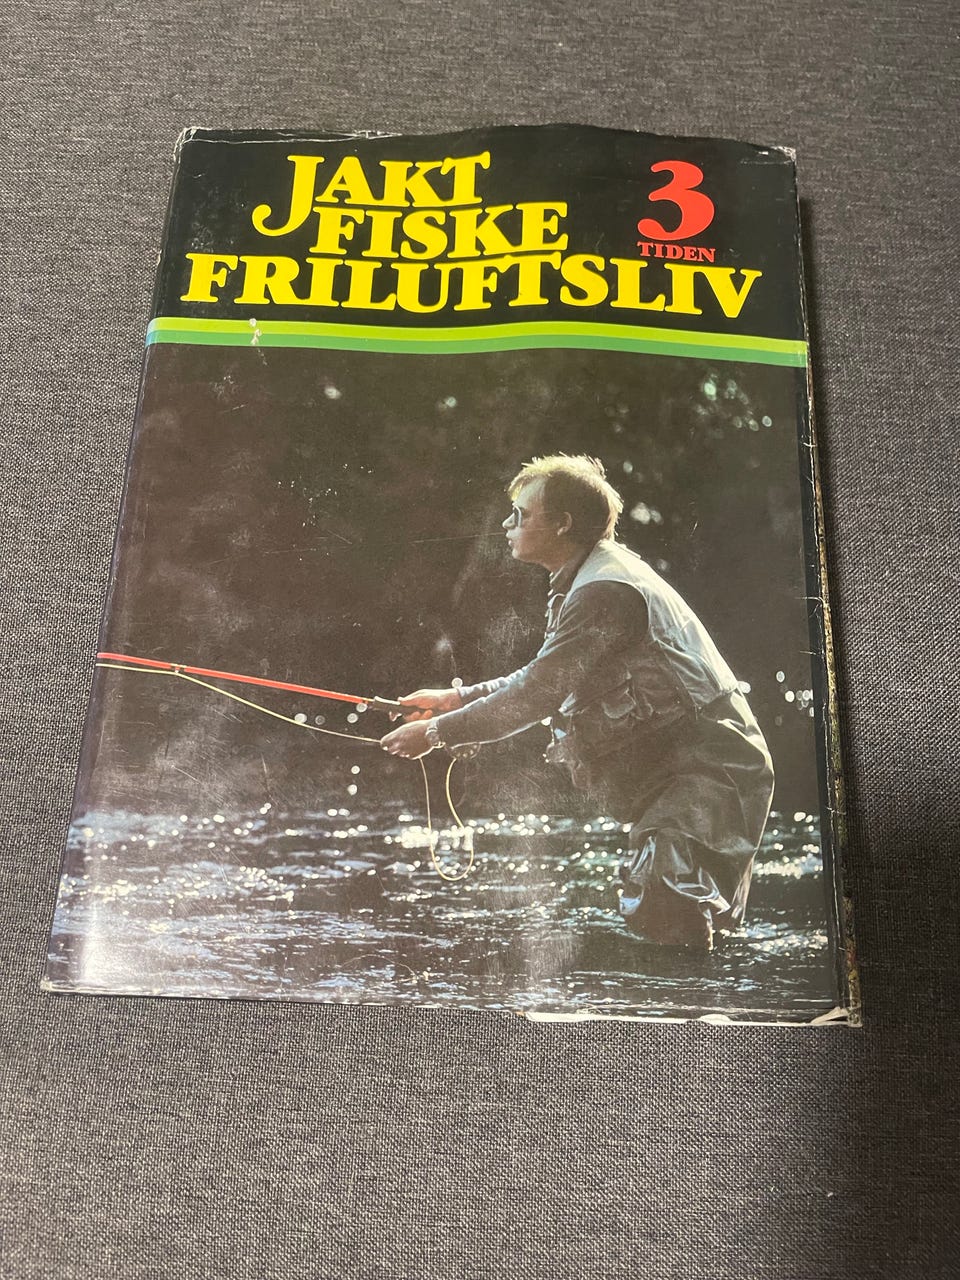 JAKT
FISKE
FRILUFTSLIV
3
TIDEN